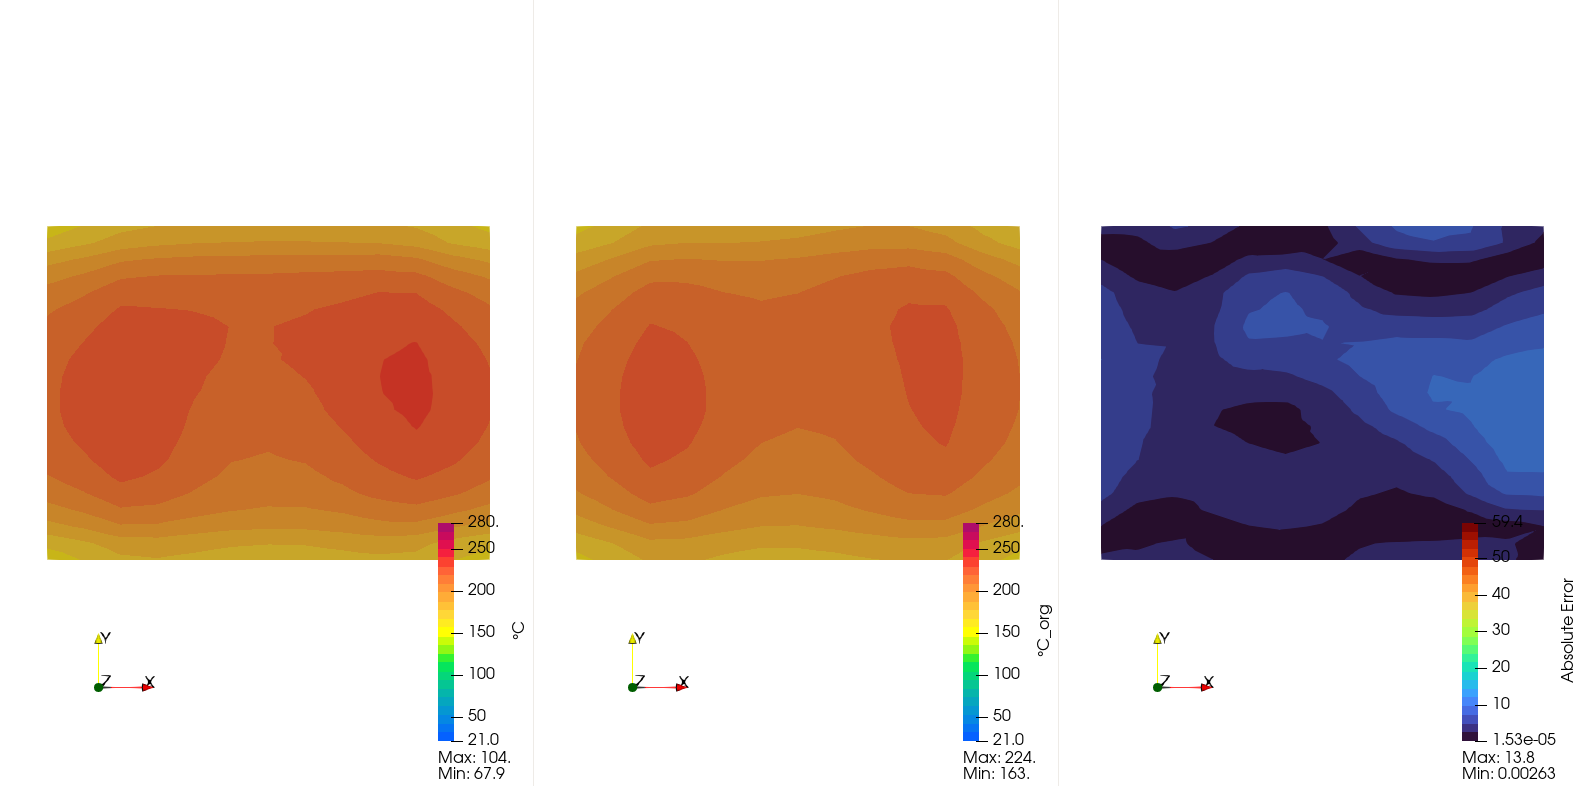 280.
250
200
150
100
50
21.0
°C
Max: 104.
Min: 67.9
Y
Z
X
280.
250
200
150
100
50
21.0
°C_org
Max: 224.
Min: 163.
Y
Z
X
59.4
50
40
30
20
10
1.53e-05
Absolute Error
Max: 13.8
Min: 0.00263
Y
Z
X